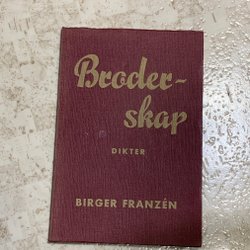 Broder-
skap
DIKTER
BIRGER FRANZÉN